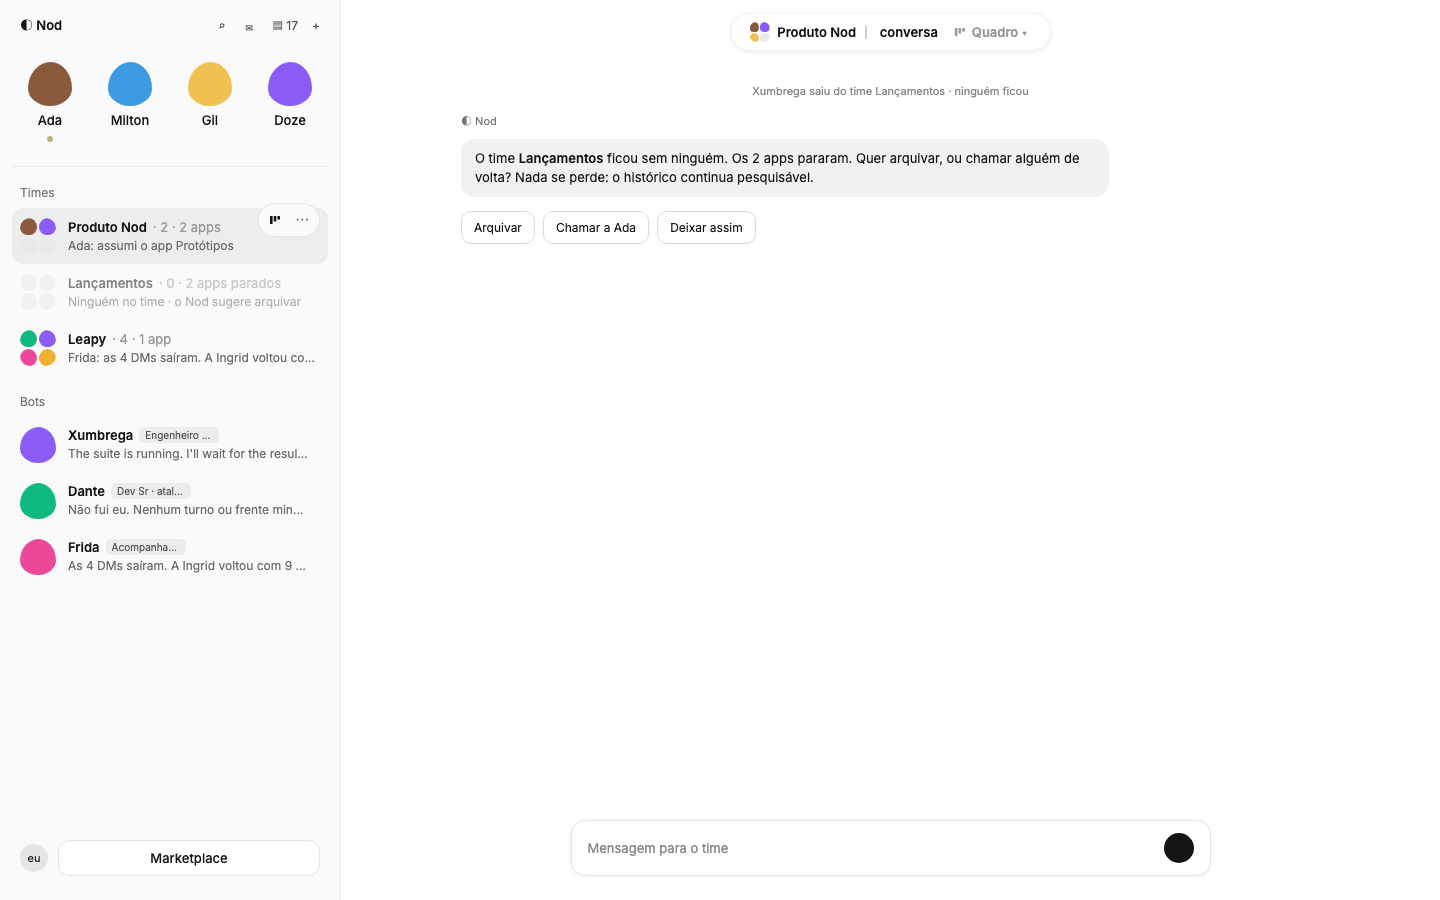 Nod
17 +
Ada Milton Gil Doze
Times
Produto Nod · 2 · 2 apps ···
Ada: assumi o app Protótipos
Lançamentos · 0 · 2 apps parados
Ninguém no time · o Nod sugere arquivar
Leapy · 4 · 1 app
Frida: as 4 DMs saíram. A Ingrid voltou co...
Bots
Xumbrega Engenheiro ...
The suite is running. I'll wait for the resul...
Dante Dev Sr · atal...
Não fui eu. Nenhum turno ou frente min...
Frida Acompanha...
As 4 DMs saíram. A Ingrid voltou com 9 ...
eu Marketplace
Produto Nod | conversa Quadro ▾
Xumbrega saiu do time Lançamentos · ninguém ficou
Nod
O time Lançamentos ficou sem ninguém. Os 2 apps pararam. Quer arquivar, ou chamar alguém de
volta? Nada se perde: o histórico continua pesquisável.
Arquivar Chamar a Ada Deixar assim
Mensagem para o time